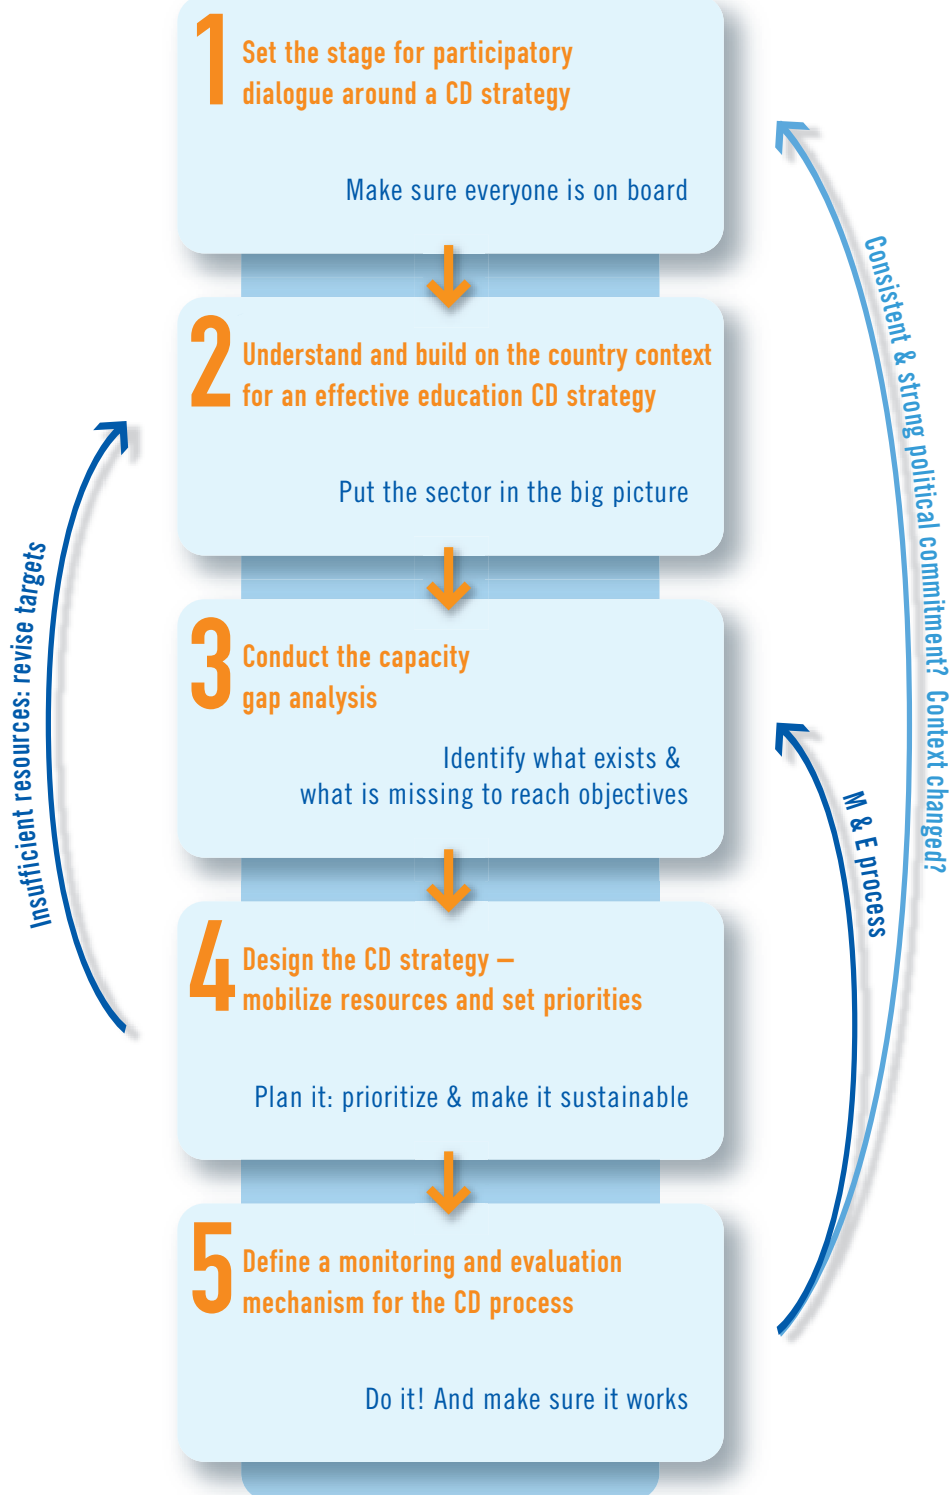 1
Set the stage for participatory
dialogue around a CD strategy
Make sure everyone is on board
2
Understand and build on the country context
for an effective education CD strategy
Put the sector in the big picture
3
Conduct the capacity
gap analysis
Identify what exists &
what is missing to reach objectives
4
Design the CD strategy –
mobilize resources and set priorities
Plan it: prioritize & make it sustainable
5
Define a monitoring and evaluation
mechanism for the CD process
Do it! And make sure it works
Insufficient resources: revise targets
M & E process
Consistent & strong political commitment? Context changed?